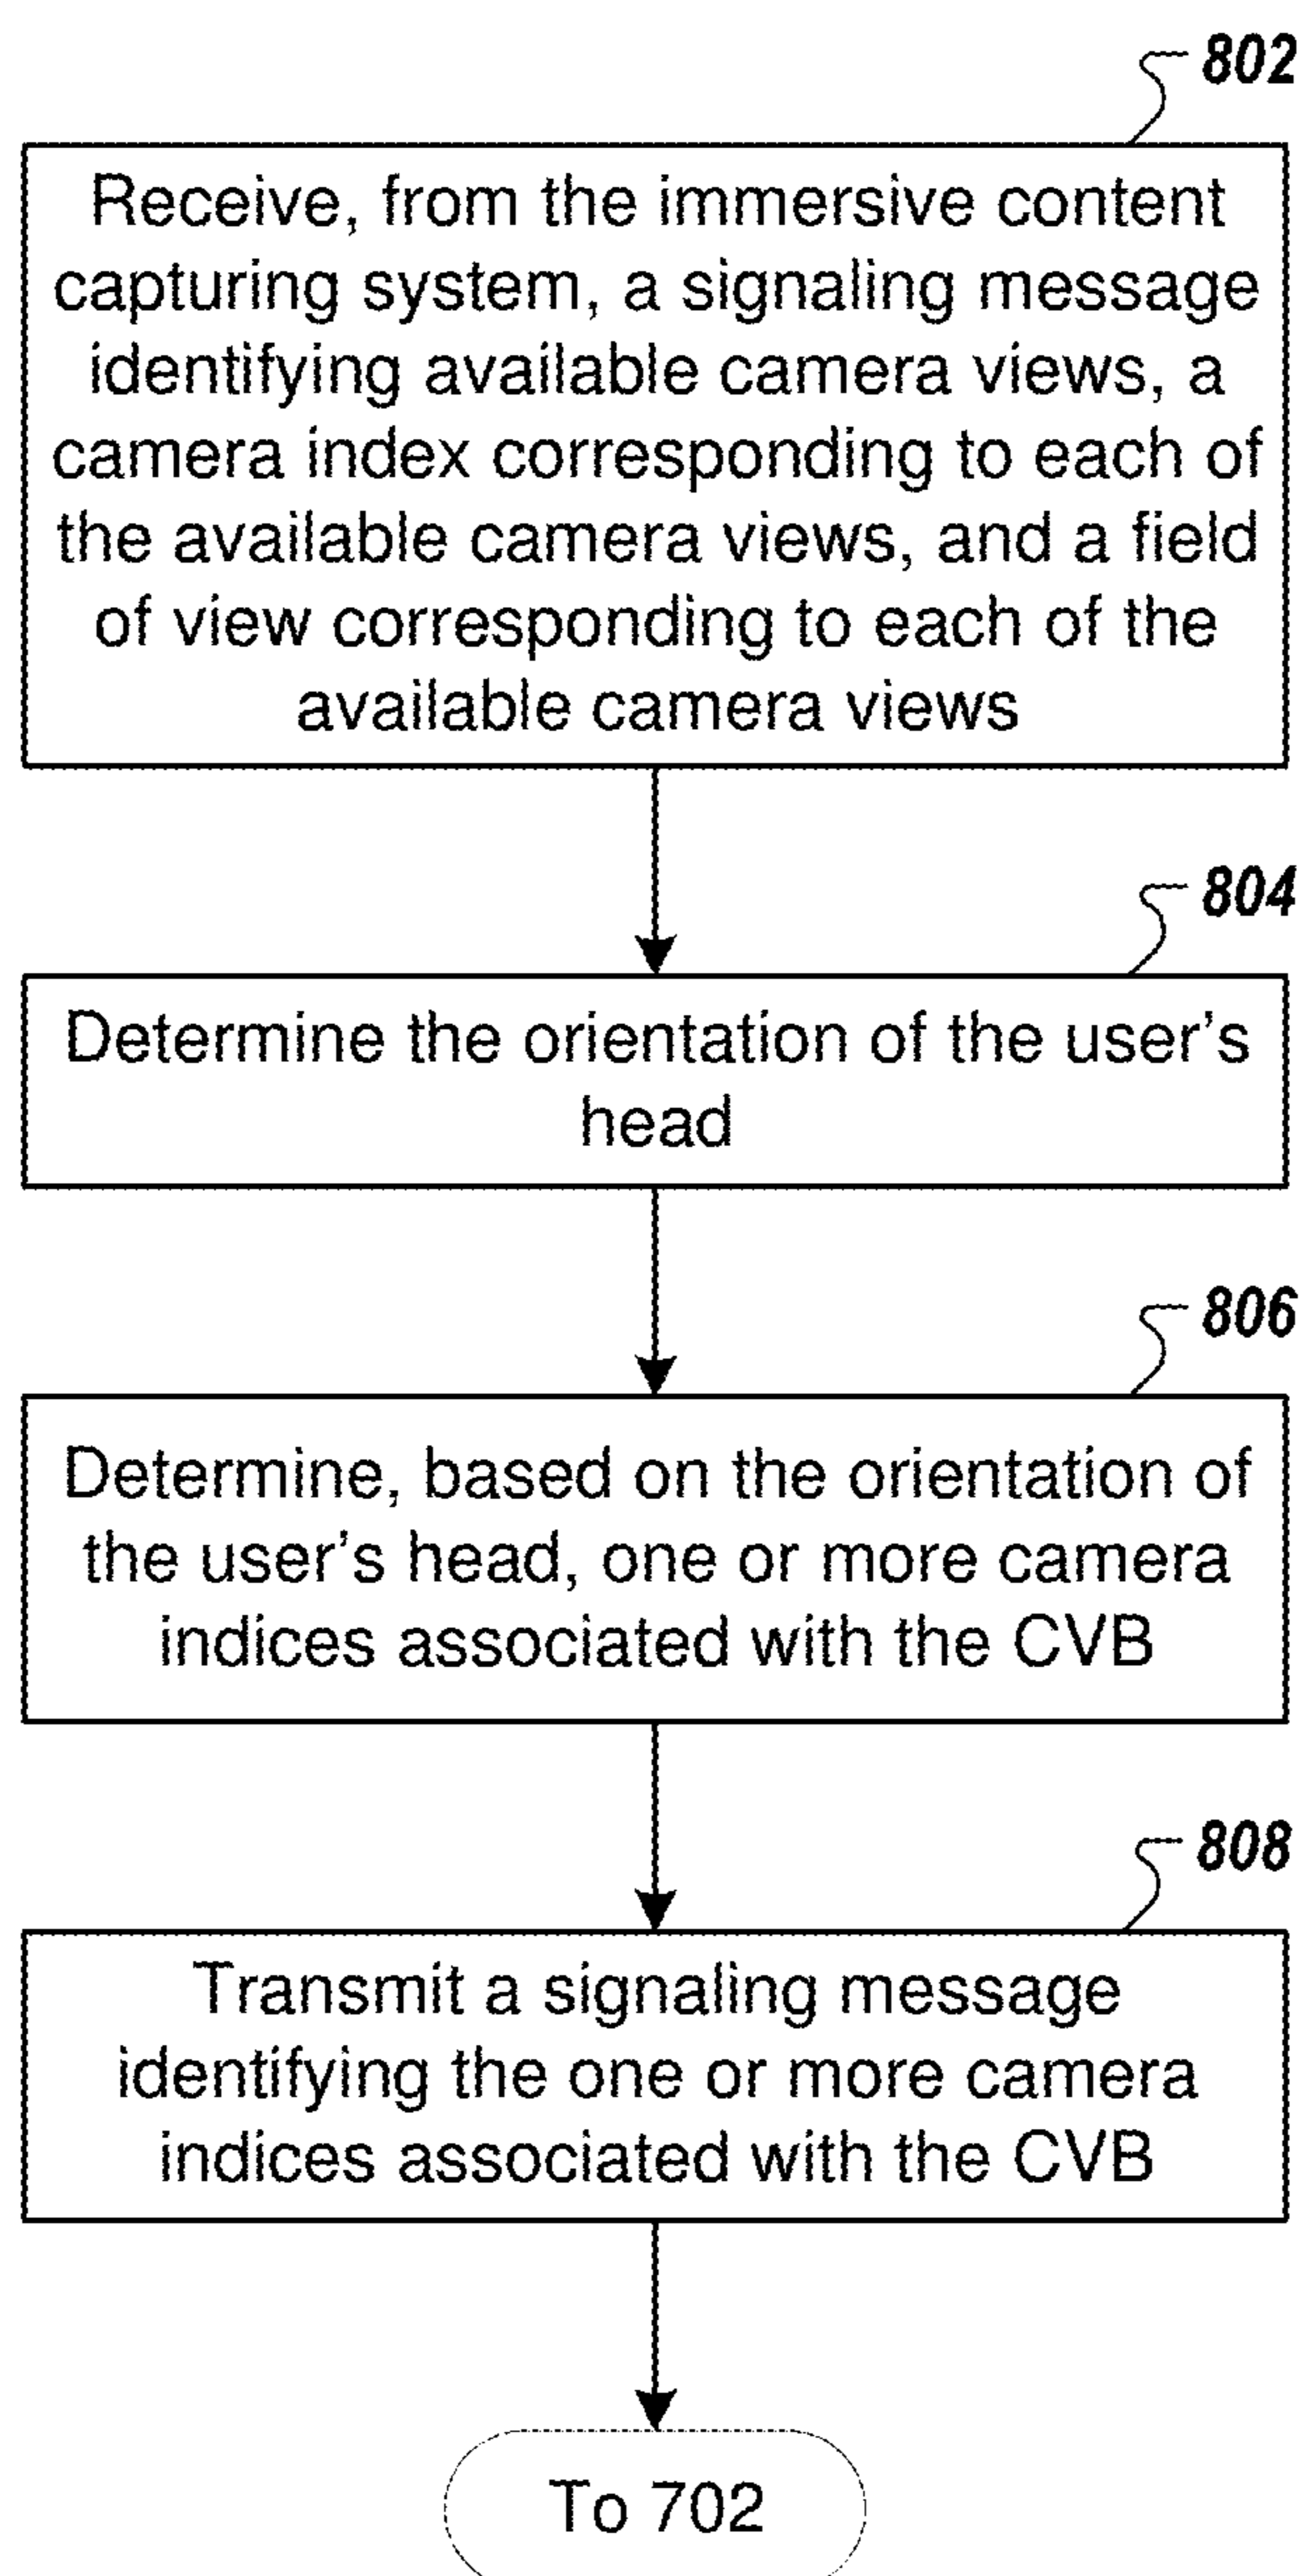 802
Receive, from the immersive content
capturing system, a signaling message
identifying available camera views, a
camera index corresponding to each of
the available camera views, and a field
of view corresponding to each of the
available camera views
804
Determine the orientation of the user’s
head
806
Determine, based on the orientation of
the user’s head, one or more camera
indices associated with the CVB
808
Transmit a signaling message
identifying the one or more camera
indices associated with the CVB
To 702